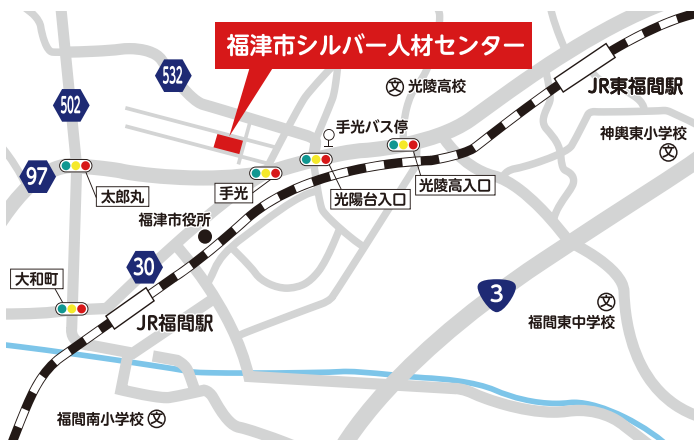 福津市シルバー人材センター
532
文 光陵高校
JR東福間駅
502
手光バス停
神興東小学校
文
97
太郎丸
手光
光陽台入口
光陵高入口
福津市役所
30
大和町
3
文
JR福間駅
福間東中学校
福間南小学校 文